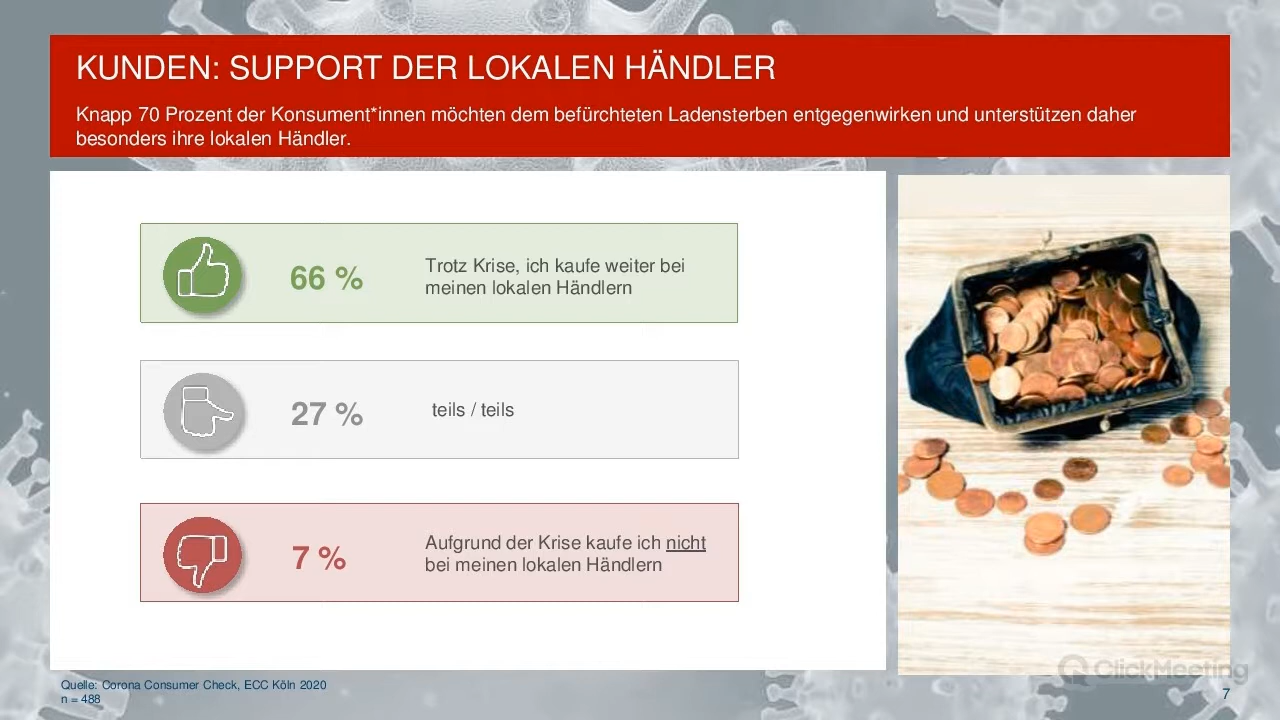 KUNDEN: SUPPORT DER LOKALEN HÄNDLER
Knapp 70 Prozent der Konsument*innen möchten dem befürchteten Ladensterben entgegenwirken und unterstützen daher
besonders ihre lokalen Händler.
66 %
Trotz Krise, ich kaufe weiter bei
meinen lokalen Händlern
27 %
teils / teils
7 %
Aufgrund der Krise kaufe ich nicht
bei meinen lokalen Händlern
ClickMeeting
Quelle: Corona Consumer Check, ECC Köln 2020
n = 488
7